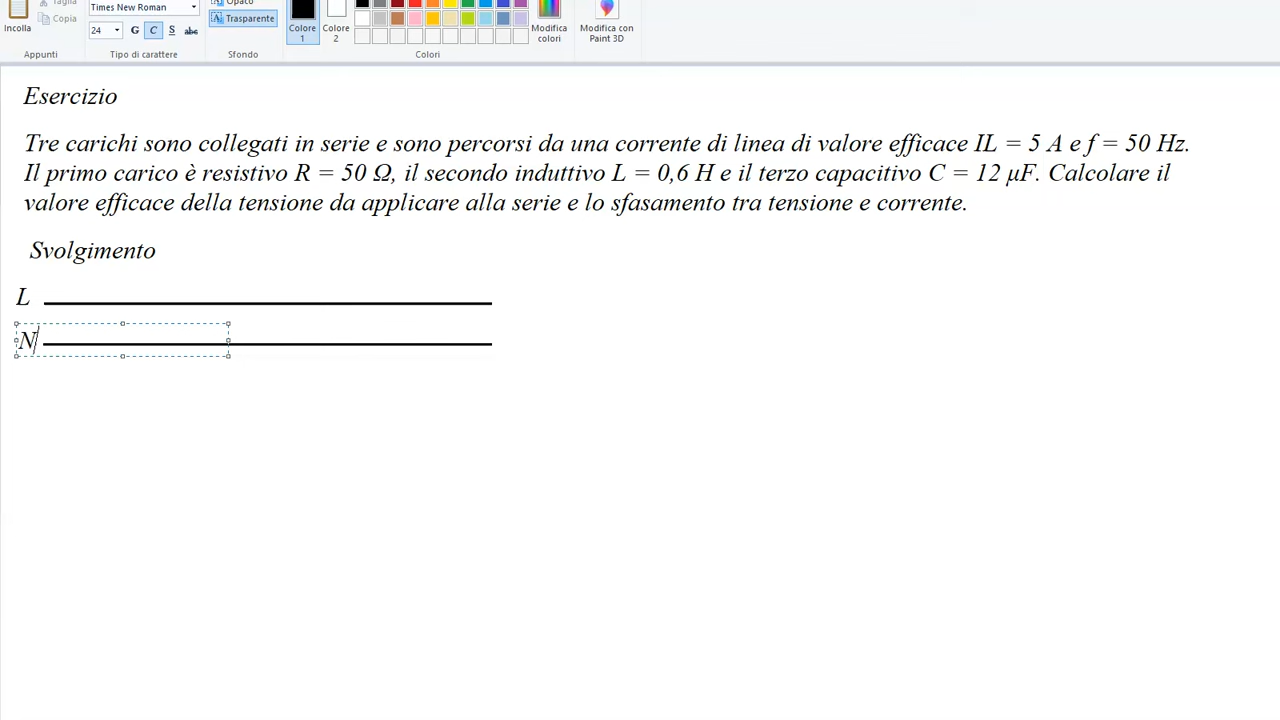 Times New Roman
Taglia
Opaco
Incolla
Copia
24
G C S abc
Trasparente
Colore 1
Colore 2
Modifica colori
Modifica con Paint 3D
Appunti
Tipo di carattere
Sfondo
Colori
Esercizio
Tre carichi sono collegati in serie e sono percorsi da una corrente di linea di valore efficace IL = 5 A e f = 50 Hz.
Il primo carico è resistivo R = 50 Ω, il secondo induttivo L = 0,6 H e il terzo capacitivo C = 12 μF. Calcolare il
valore efficace della tensione da applicare alla serie e lo sfasamento tra tensione e corrente.
Svolgimento
L
N